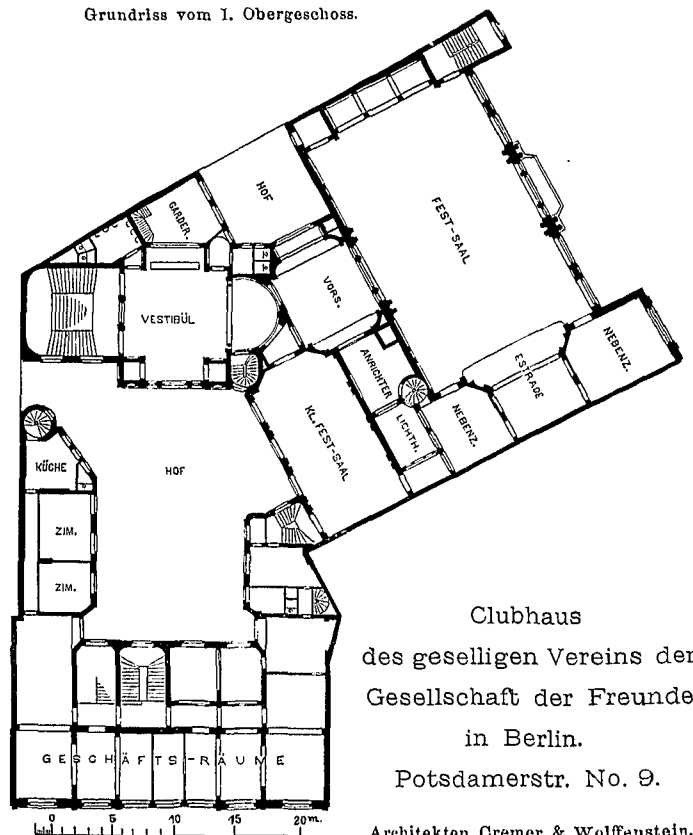 Grundriss vom I. Obergeschoss.
HOF
GARDER.
FEST-SAAL
VORS.
VESTIBÜL
NEBENZ.
ESTRADE
ANRICHTER
LICHTH.
NEBENZ.
KL. FEST-SAAL
KÜCHE
HOF
ZIM.
ZIM.
Clubhaus
des geselligen Vereins der
Gesellschaft der Freunde
in Berlin.
Potsdamerstr. No. 9.
GESCHÄFTS-RÄUME
0 5 10 15 20 m.
Architekten Cremer & Wolffenstein.